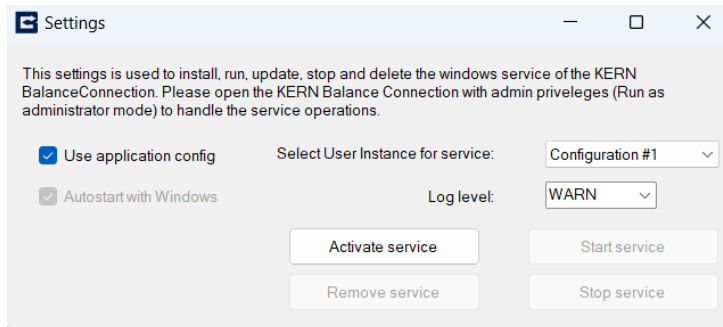 Settings
This settings is used to install, run, update, stop and delete the windows service of the KERN
BalanceConnection. Please open the KERN Balance Connection with admin priveleges (Run as
administrator mode) to handle the service operations.
Use application config
Select User Instance for service:
Configuration #1
Autostart with Windows
Log level:
WARN
Activate service
Start service
Remove service
Stop service